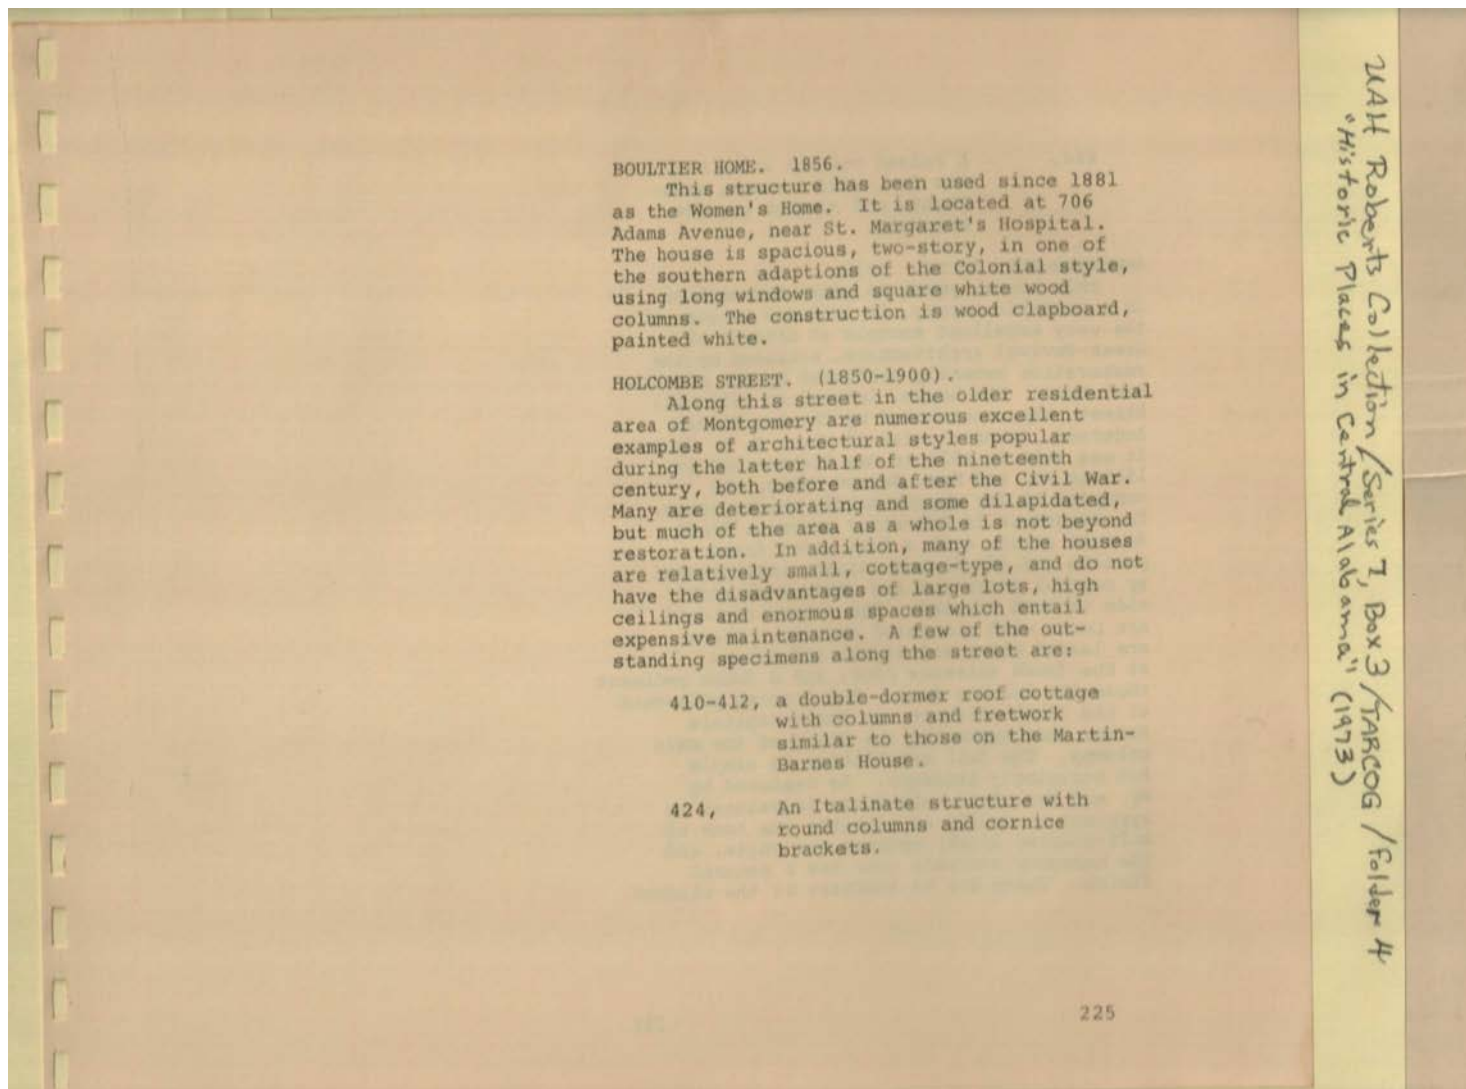 BOULTIER HOME. 1856.
This structure has been used since 1881
as the Women's Home. It is located at 706
Adams Avenue, near St. Margaret's Hospital.
The house is spacious, two-story, in one of
the southern adaptions of the Colonial style,
using long windows and square white wood
columns. The construction is wood clapboard,
painted white.
HOLCOMBE STREET. (1850-1900).
Along this street in the older residential
area of Montgomery are numerous excellent
examples of architectural styles popular
during the latter half of the nineteenth
century, both before and after the Civil War.
Many are deteriorating and some dilapidated,
but much of the area as a whole is not beyond
restoration. In addition, many of the houses
are relatively small, cottage-type, and do not
have the disadvantages of large lots, high
ceilings and enormous spaces which entail
expensive maintenance. A few of the out-
standing specimens along the street are:
410-412, a double-dormer roof cottage
with columns and fretwork
similar to those on the Martin-
Barnes House.
424, An Italinate structure with
round columns and cornice
brackets.
225
UAH Roberts Collection/Series 7, Box 3/TARCOG/Folder 4
"Historic Places in Central Alabama" (1973)